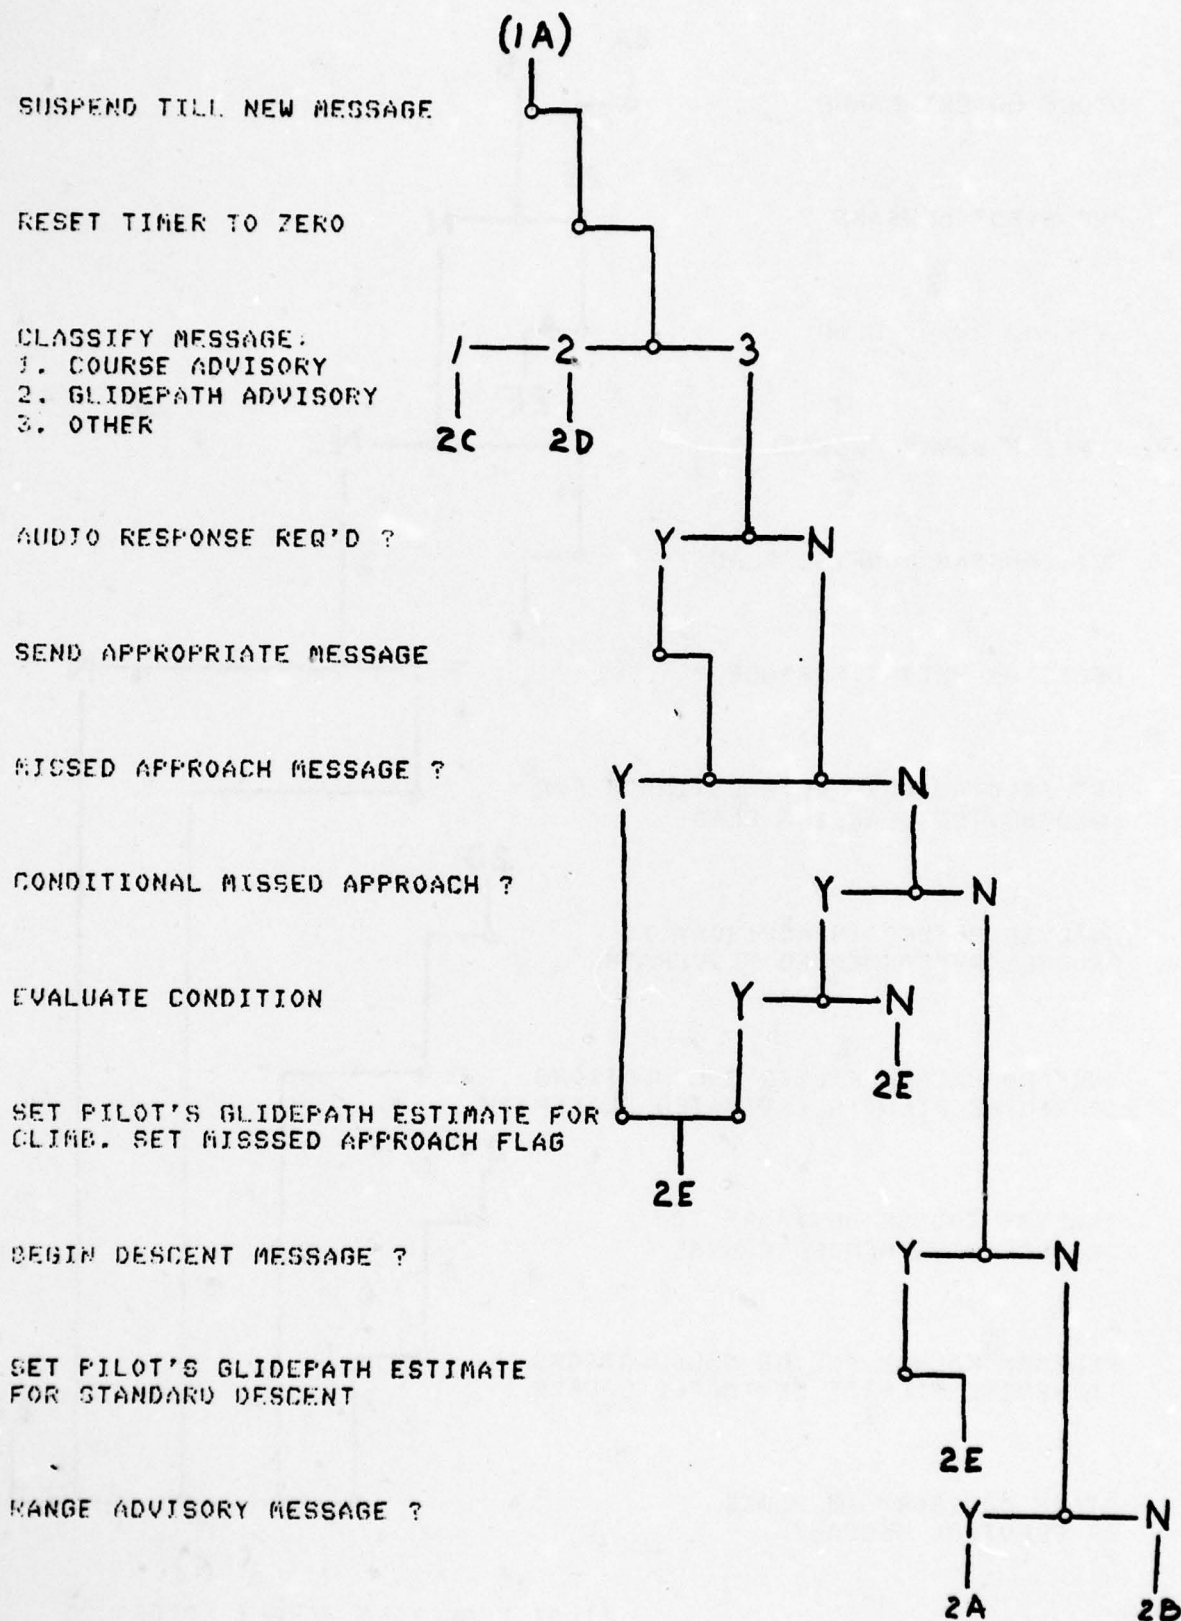 (1A)
SUSPEND TILL NEW MESSAGE
RESET TIMER TO ZERO
CLASSIFY MESSAGE:
1. COURSE ADVISORY
2. GLIDEPATH ADVISORY
3. OTHER
1 2 3
2C 2D
AUDIO RESPONSE REQ'D ?
Y N
SEND APPROPRIATE MESSAGE
MISSED APPROACH MESSAGE ?
Y N
CONDITIONAL MISSED APPROACH ?
Y N
EVALUATE CONDITION
Y N
2E
SET PILOT'S GLIDEPATH ESTIMATE FOR
CLIMB. SET MISSSED APPROACH FLAG
2E
BEGIN DESCENT MESSAGE ?
Y N
SET PILOT'S GLIDEPATH ESTIMATE
FOR STANDARD DESCENT
2E
RANGE ADVISORY MESSAGE ?
Y N
2A 2B